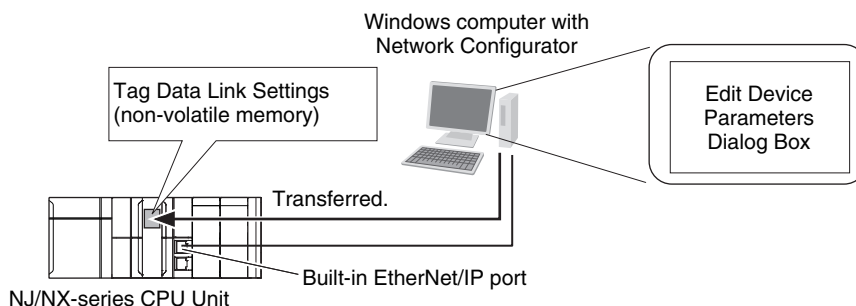 Windows computer with
Network Configurator
Tag Data Link Settings
(non-volatile memory)
Edit Device
Parameters
Dialog Box
Transferred.
Built-in EtherNet/IP port
NJ/NX-series CPU Unit